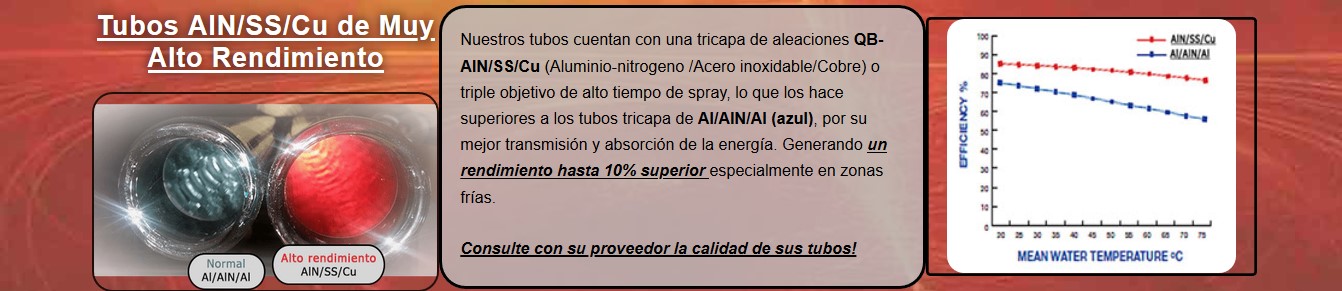 Tubos AlN/SS/Cu de Muy
Alto Rendimiento
Normal
Al/AlN/Al
Alto rendimiento
AlN/SS/Cu
Nuestros tubos cuentan con una tricapa de aleaciones QB-
AlN/SS/Cu (Aluminio-nitrogeno /Acero inoxidable/Cobre) o
triple objetivo de alto tiempo de spray, lo que los hace
superiores a los tubos tricapa de Al/AlN/Al (azul), por su
mejor transmisión y absorción de la energía. Generando un
rendimiento hasta 10% superior especialmente en zonas
frías.
Consulte con su proveedor la calidad de sus tubos!
AlN/SS/Cu
Al/AlN/Al
EFFICIENCY %
100
90
80
70
60
50
40
30
20
10
0
20 25 30 35 40 45 50 55 60 65 70 75
MEAN WATER TEMPERATURE ºC